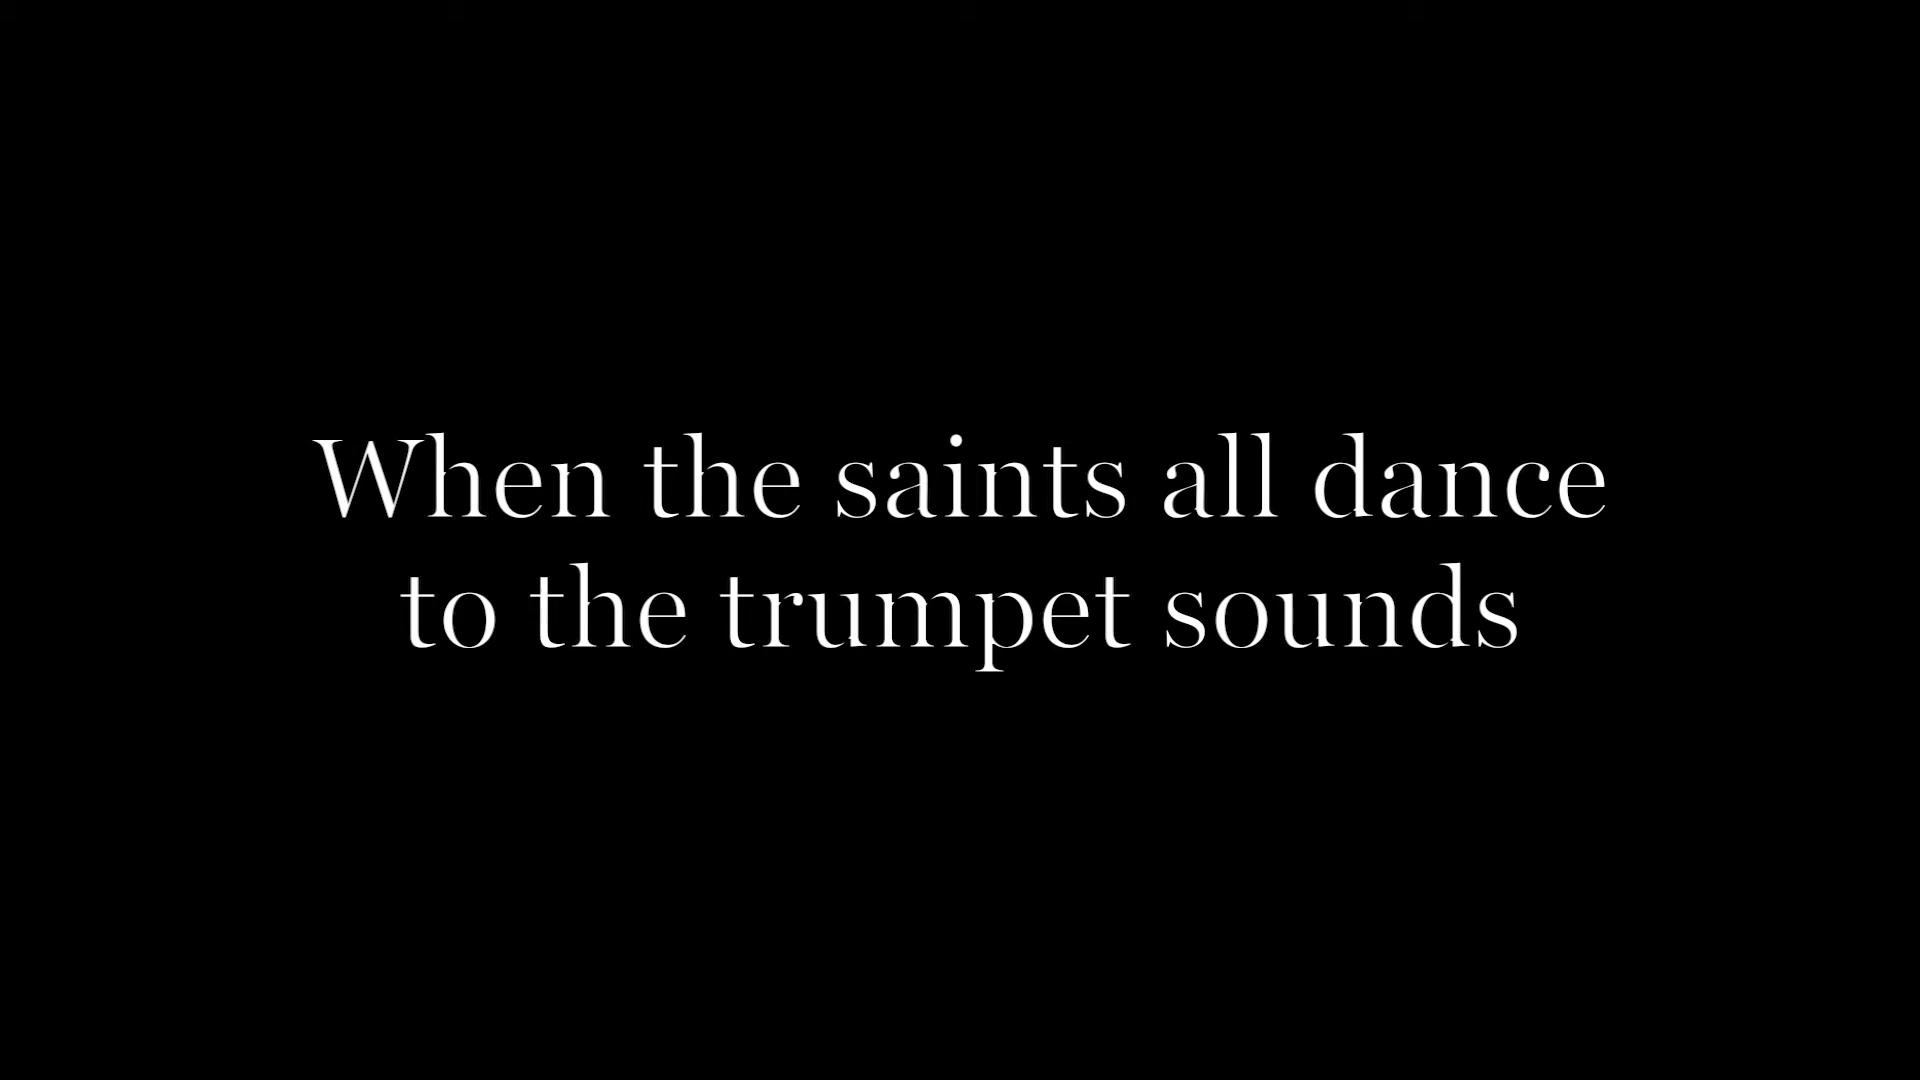 When the saints all dance
to the trumpet sounds